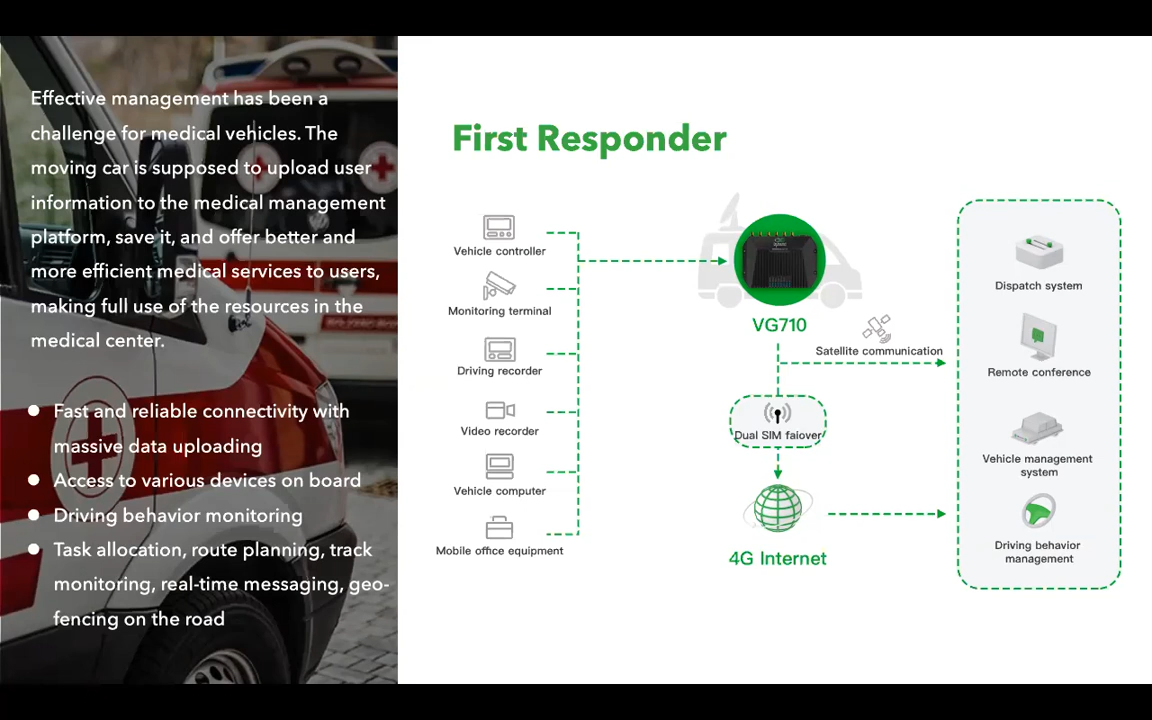 Effective management has been a
challenge for medical vehicles. The
moving car is supposed to upload user
information to the medical management
platform, save it, and offer better and
more efficient medical services to users,
making full use of the resources in the
medical center.
Fast and reliable connectivity with
massive data uploading
Access to various devices on board
Driving behavior monitoring
Task allocation, route planning, track
monitoring, real-time messaging, geo-
fencing on the road
First Responder
Vehicle controller
Monitoring terminal
Driving recorder
Video recorder
Vehicle computer
Mobile office equipment
VG710
Satellite communication
Dual SIM faiover
4G Internet
Dispatch system
Remote conference
Vehicle management
system
Driving behavior
management